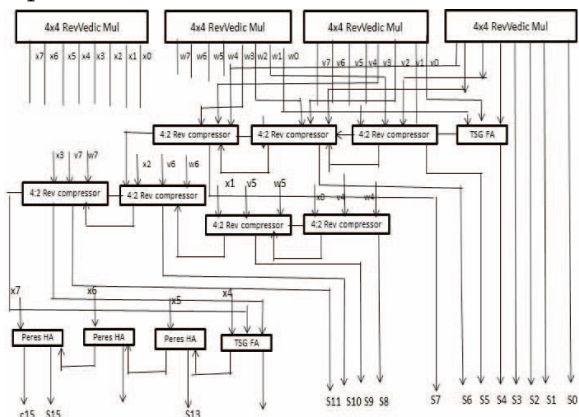 4x4 RevVedic Mul 4x4 RevVedic Mul 4x4 RevVedic Mul 4x4 RevVedic Mul
x7 x6 x5 x4 x3 x2 x1 x0 w7 w6 w5 w4 w3 w2 w1 w0 v7 v6 v5 v4 v3 v2 v1 v0
4:2 Rev compressor 4:2 Rev compressor 4:2 Rev compressor TSG FA
x3 v7 w7 x2 v6 w6
4:2 Rev compressor 4:2 Rev compressor
x1 v5 w5 x0 v4 w4
4:2 Rev compressor 4:2 Rev compressor
x7 x6 x5 x4
Peres HA Peres HA Peres HA TSG FA
c15 S15 S13 S11 S10 S9 S8 S7 S6 S5 S4 S3 S2 S1 S0